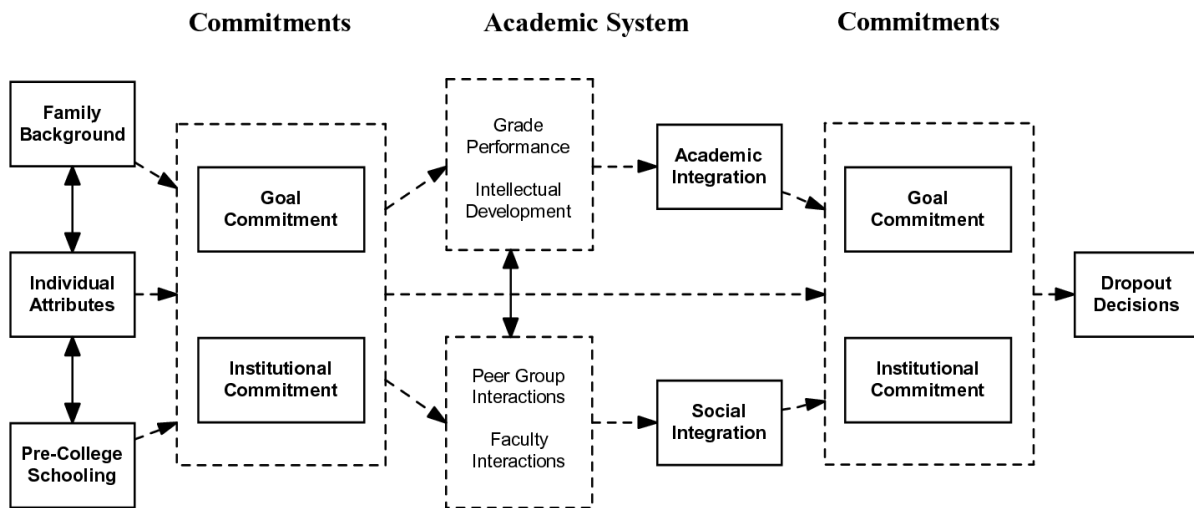 Commitments
Academic System
Commitments
Family
Background
Individual
Attributes
Pre-College
Schooling
Goal
Commitment
Institutional
Commitment
Grade
Performance
Intellectual
Development
Peer Group
Interactions
Faculty
Interactions
Academic
Integration
Social
Integration
Goal
Commitment
Institutional
Commitment
Dropout
Decisions